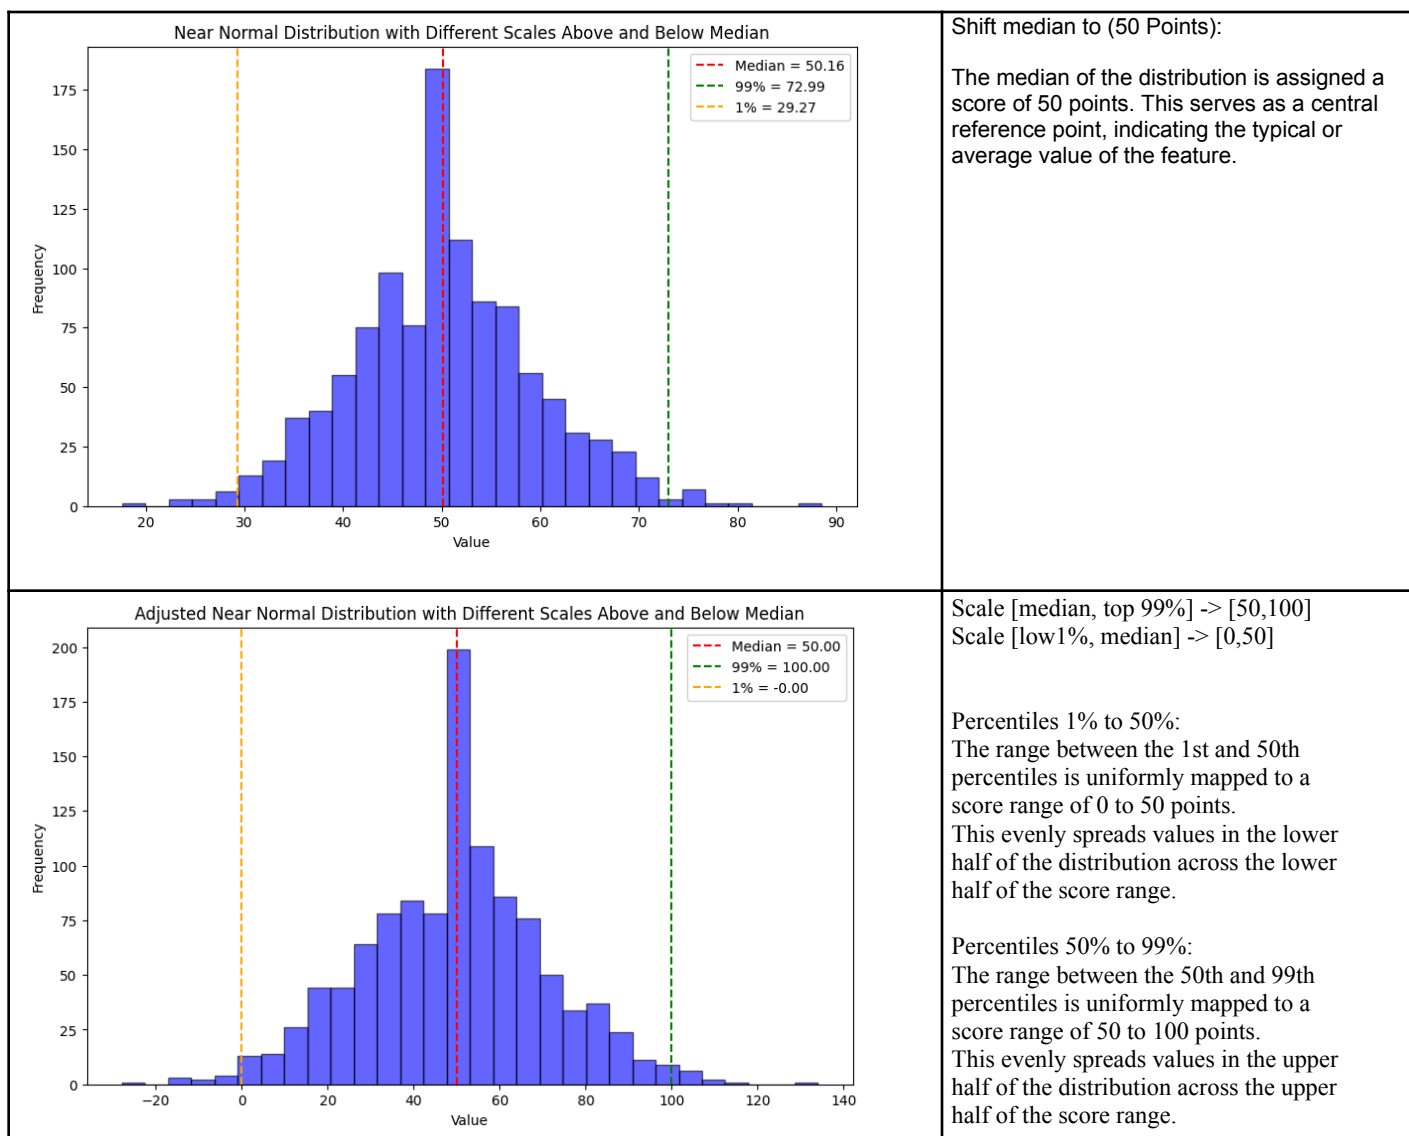 Near Normal Distribution with Different Scales Above and Below Median
Median = 50.16
99% = 72.99
1% = 29.27
175
150
125
100
75
50
25
0
Frequency
20 30 40 50 60 70 80 90
Value
Shift median to (50 Points):
The median of the distribution is assigned a
score of 50 points. This serves as a central
reference point, indicating the typical or
average value of the feature.
Adjusted Near Normal Distribution with Different Scales Above and Below Median
Median = 50.00
99% = 100.00
1% = -0.00
200
175
150
125
100
75
50
25
0
Frequency
−20 0 20 40 60 80 100 120 140
Value
Scale [median, top 99%] -> [50,100]
Scale [low1%, median] -> [0,50]
Percentiles 1% to 50%:
The range between the 1st and 50th
percentiles is uniformly mapped to a
score range of 0 to 50 points.
This evenly spreads values in the lower
half of the distribution across the lower
half of the score range.
Percentiles 50% to 99%:
The range between the 50th and 99th
percentiles is uniformly mapped to a
score range of 50 to 100 points.
This evenly spreads values in the upper
half of the distribution across the upper
half of the score range.